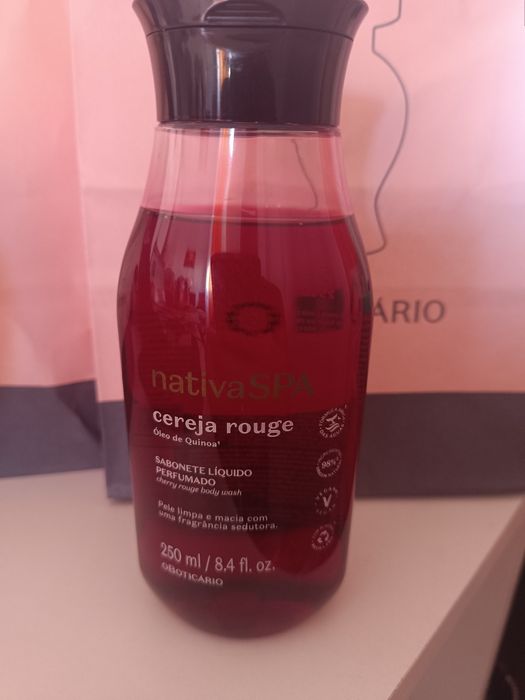 ÁRIO
nativaSPA
cereja rouge
Óleo de Quinoa¹
SABONETE LÍQUIDO
PERFUMADO
cherry rouge body wash
Pele limpa e macia com
uma fragrância sedutora.
250 ml / 8.4 fl. oz.
OBOTICÁRIO
98%
VEGAN